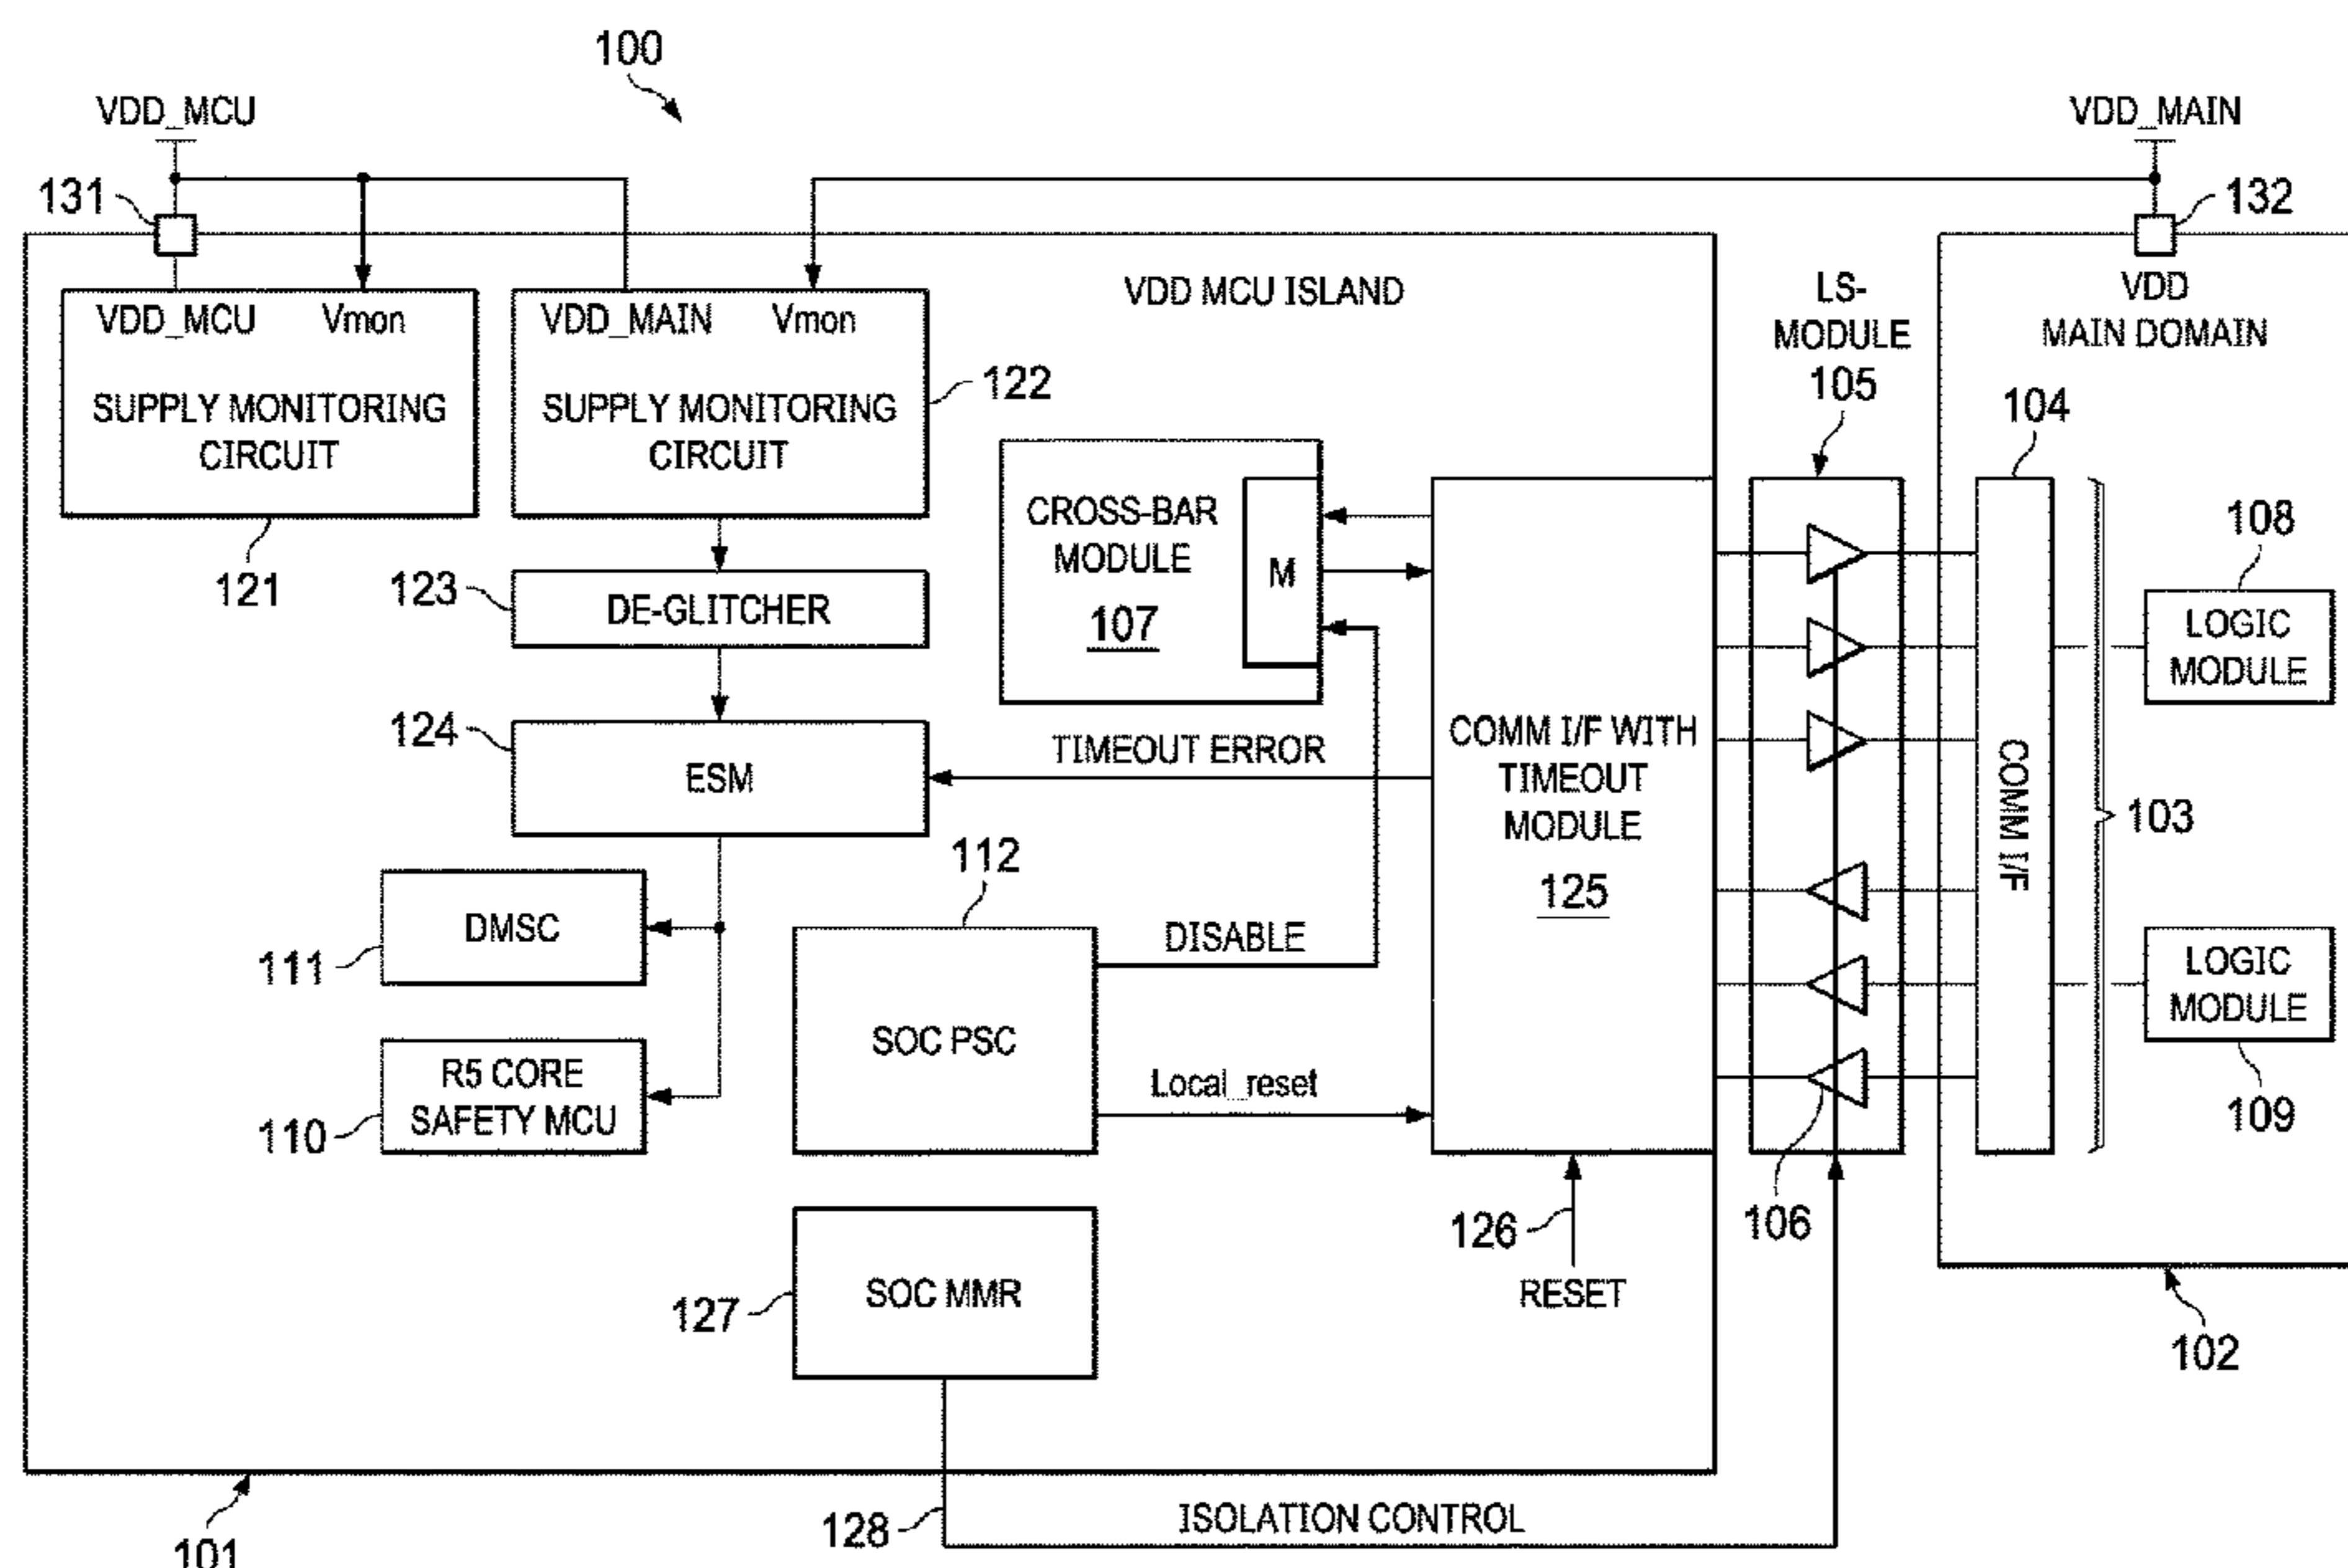 100
VDD_MCU
VDD_MAIN
131
132
VDD_MCU Vmon
SUPPLY MONITORING
CIRCUIT
121
VDD_MAIN Vmon
SUPPLY MONITORING
CIRCUIT
122
VDD MCU ISLAND
LS-
MODULE
105
VDD
MAIN DOMAIN
104
CROSS-BAR
MODULE
107
M
123
DE-GLITCHER
108
LOGIC
MODULE
124
ESM
TIMEOUT ERROR
COMM I/F WITH
TIMEOUT
MODULE
125
COMM I/F
103
112
DMSC
111
DISABLE
SOC PSC
LOGIC
MODULE
109
R5 CORE
SAFETY MCU
110
Local_reset
126
RESET
106
SOC MMR
127
102
128
ISOLATION CONTROL
101